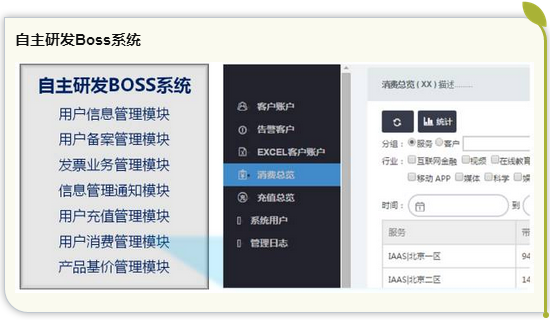 自主研发Boss系统
自主研发BOSS系统
用户信息管理模块
用户备案管理模块
发票业务管理模块
信息管理通知模块
用户充值管理模块
用户消费管理模块
产品基价管理模块
客户账户
告警客户
EXCEL客户账户
消费总览
充值总览
系统用户
管理日志
消费总览 ( XX ) 描述........
统计
分组： 服务 客户
行业： 互联网金融 视频 在线教育
移动 APP 媒体 科学
时间： 到
服务
IAAS|北京一区 94
IAAS|北京二区 14